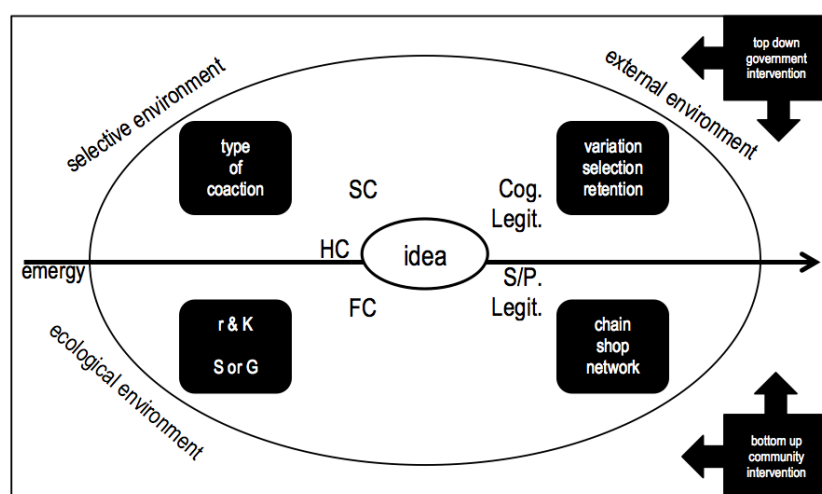 top down
government
intervention
selective environment
external environment
type
of
coaction
variation
selection
retention
SC
Cog.
Legit.
HC
idea
emergy
S/P.
Legit.
FC
r & K
S or G
chain
shop
network
ecological environment
bottom up
community
intervention